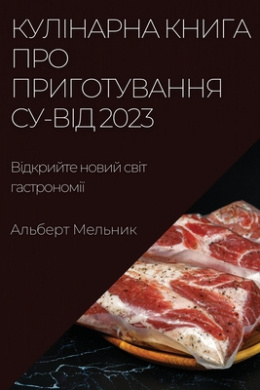 КУЛІНАРНА КНИГА
ПРО
ПРИГОТУВАННЯ
СУ-ВІД 2023
Відкрийте новий світ
гастрономії
Альберт Мельник